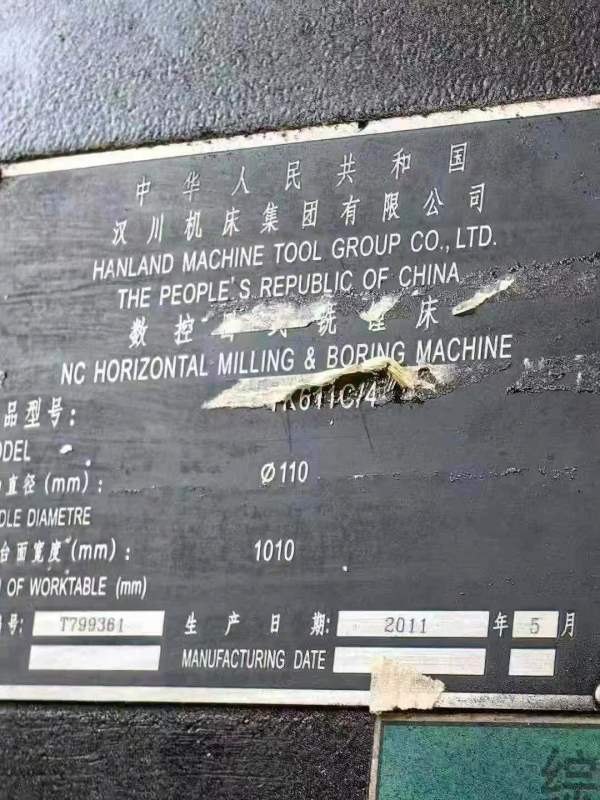 中华人民共和国
汉川机床集团有限公司
HANLAND MACHINE TOOL GROUP CO.,LTD.
THE PEOPLE'S REPUBLIC OF CHINA
数控 铣镗床
NC HORIZONTAL MILLING & BORING MACHINE
品型号: TK611C/4
ODEL
直径(mm): Ø110
DLE DIAMETRE
台面宽度(mm): 1010
OF WORKTABLE (mm)
号: T799361 生产日期: 2011 年 5 月
MANUFACTURING DATE
综